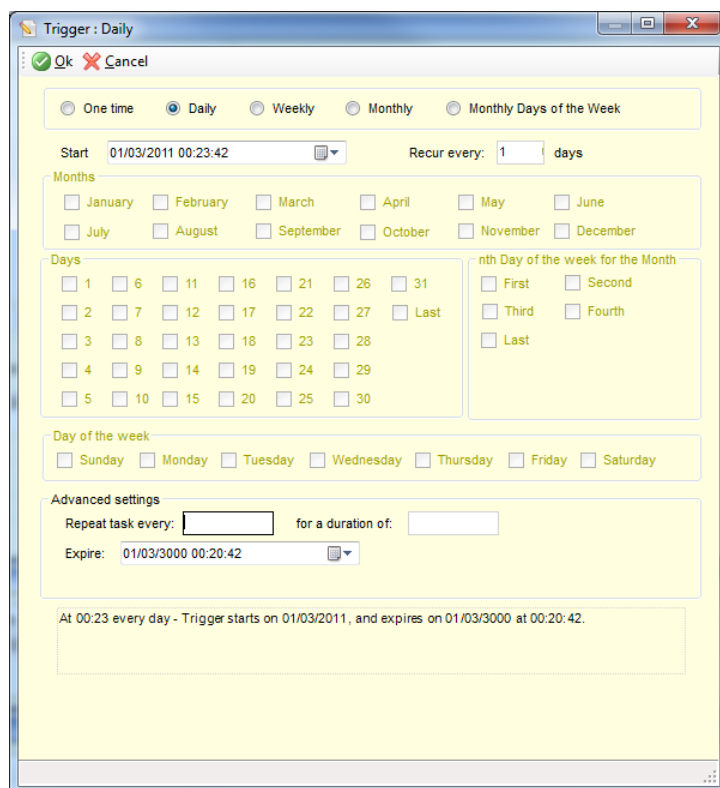 Trigger : Daily
Ok Cancel
One time Daily Weekly Monthly Monthly Days of the Week
Start 01/03/2011 00:23:42 Recur every: 1 days
Months
January February March April May June
July August September October November December
Days nth Day of the week for the Month
1 6 11 16 21 26 31 First Second
2 7 12 17 22 27 Last Third Fourth
3 8 13 18 23 28 Last
4 9 14 19 24 29
5 10 15 20 25 30
Day of the week
Sunday Monday Tuesday Wednesday Thursday Friday Saturday
Advanced settings
Repeat task every: for a duration of:
Expire: 01/03/3000 00:20:42
At 00:23 every day - Trigger starts on 01/03/2011, and expires on 01/03/3000 at 00:20:42.